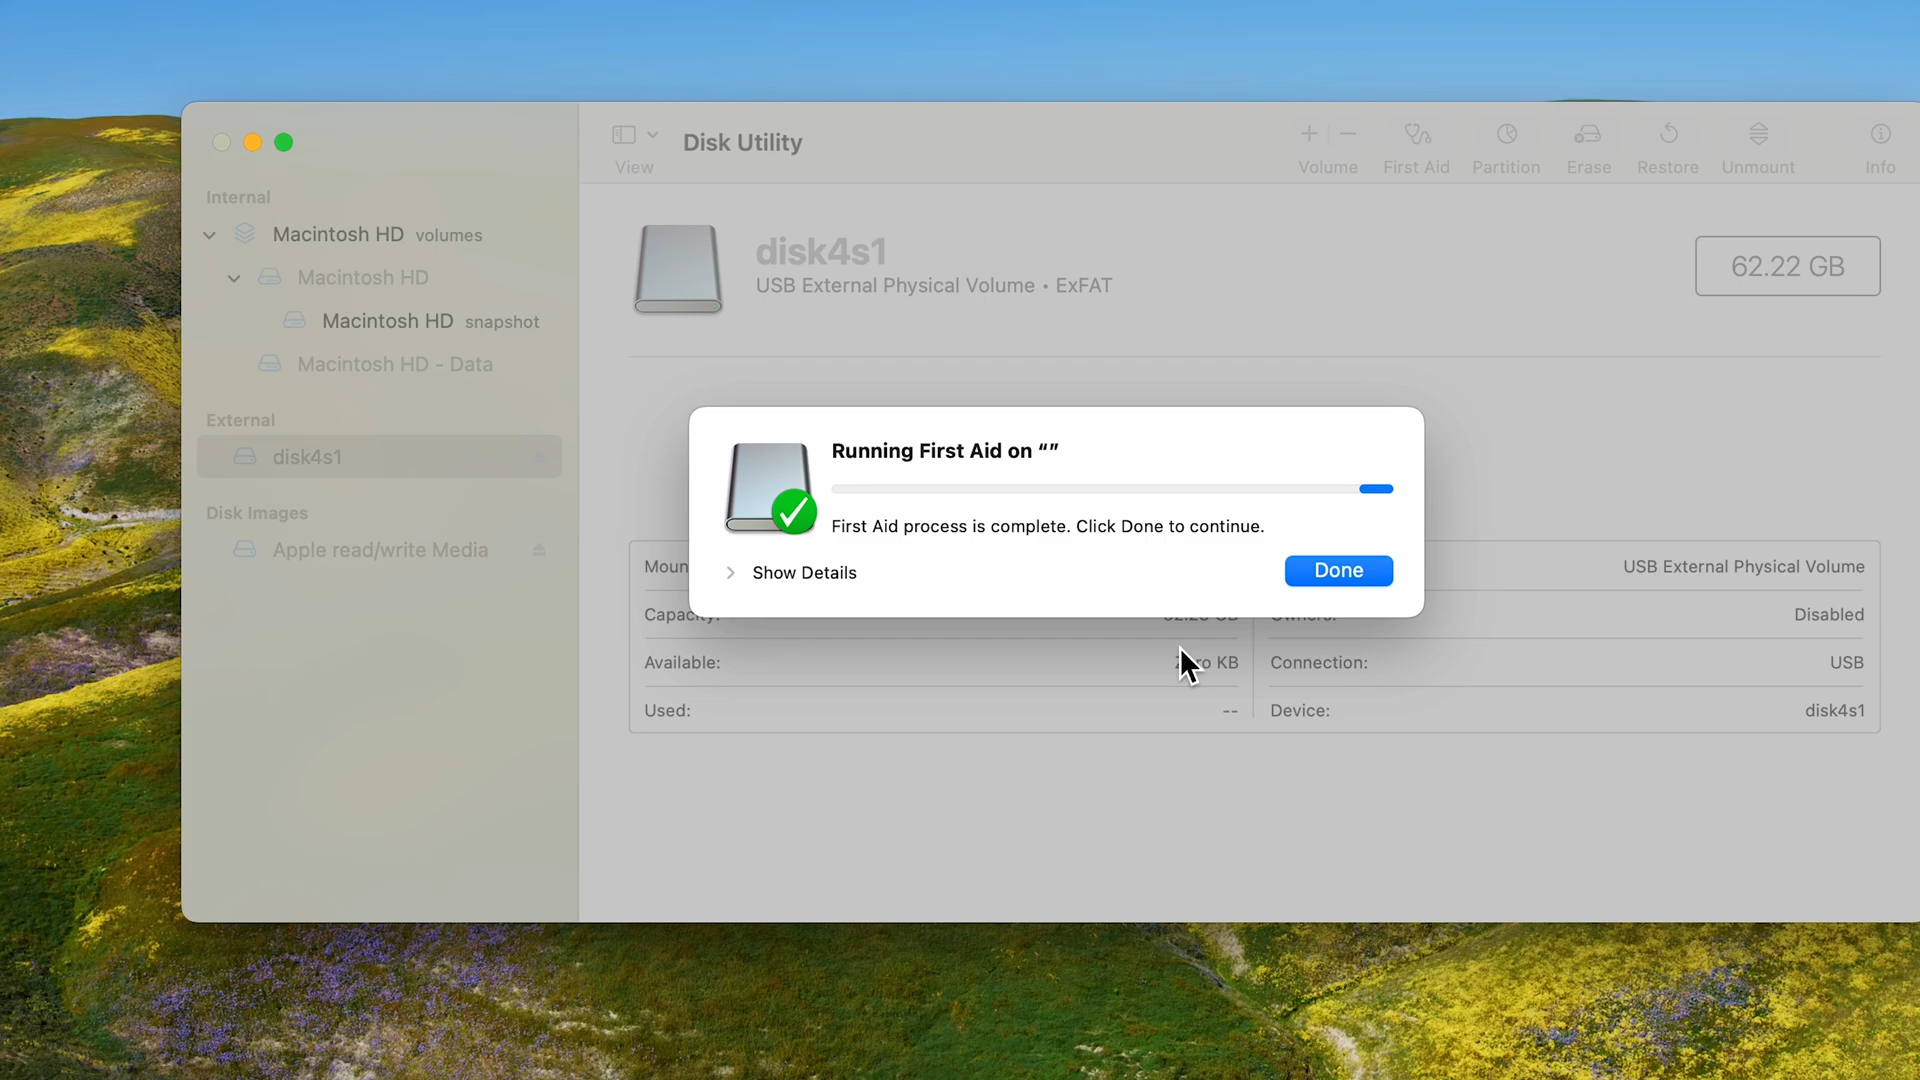 Disk Utility
View
Volume
First Aid
Partition
Erase
Restore
Unmount
Info
Internal
Macintosh HD volumes
Macintosh HD
Macintosh HD snapshot
Macintosh HD - Data
External
disk4s1
Disk Images
Apple read/write Media
disk4s1
USB External Physical Volume • ExFAT
62.22 GB
Running First Aid on “”
First Aid process is complete. Click Done to continue.
Show Details
Done
USB External Physical Volume
Capacity:
Owners:
Disabled
Available:
KB
Connection:
USB
Used:
--
Device:
disk4s1